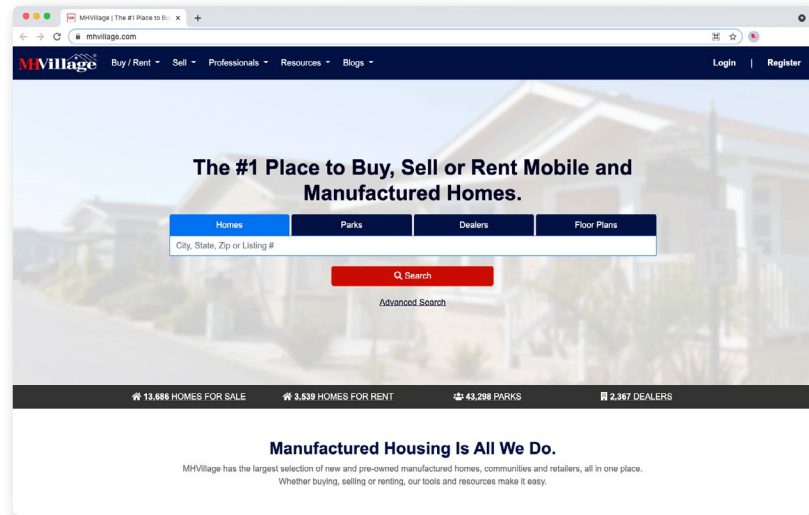 MHVillage | The #1 Place to Bu
mhvillage.com
MHVillage Buy / Rent Sell Professionals Resources Blogs Login | Register
The #1 Place to Buy, Sell or Rent Mobile and
Manufactured Homes.
Homes Parks Dealers Floor Plans
City, State, Zip or Listing #
Search
Advanced Search
13,686 HOMES FOR SALE 3,539 HOMES FOR RENT 43,298 PARKS 2,367 DEALERS
Manufactured Housing Is All We Do.
MHVillage has the largest selection of new and pre-owned manufactured homes, communities and retailers, all in one place.
Whether buying, selling or renting, our tools and resources make it easy.